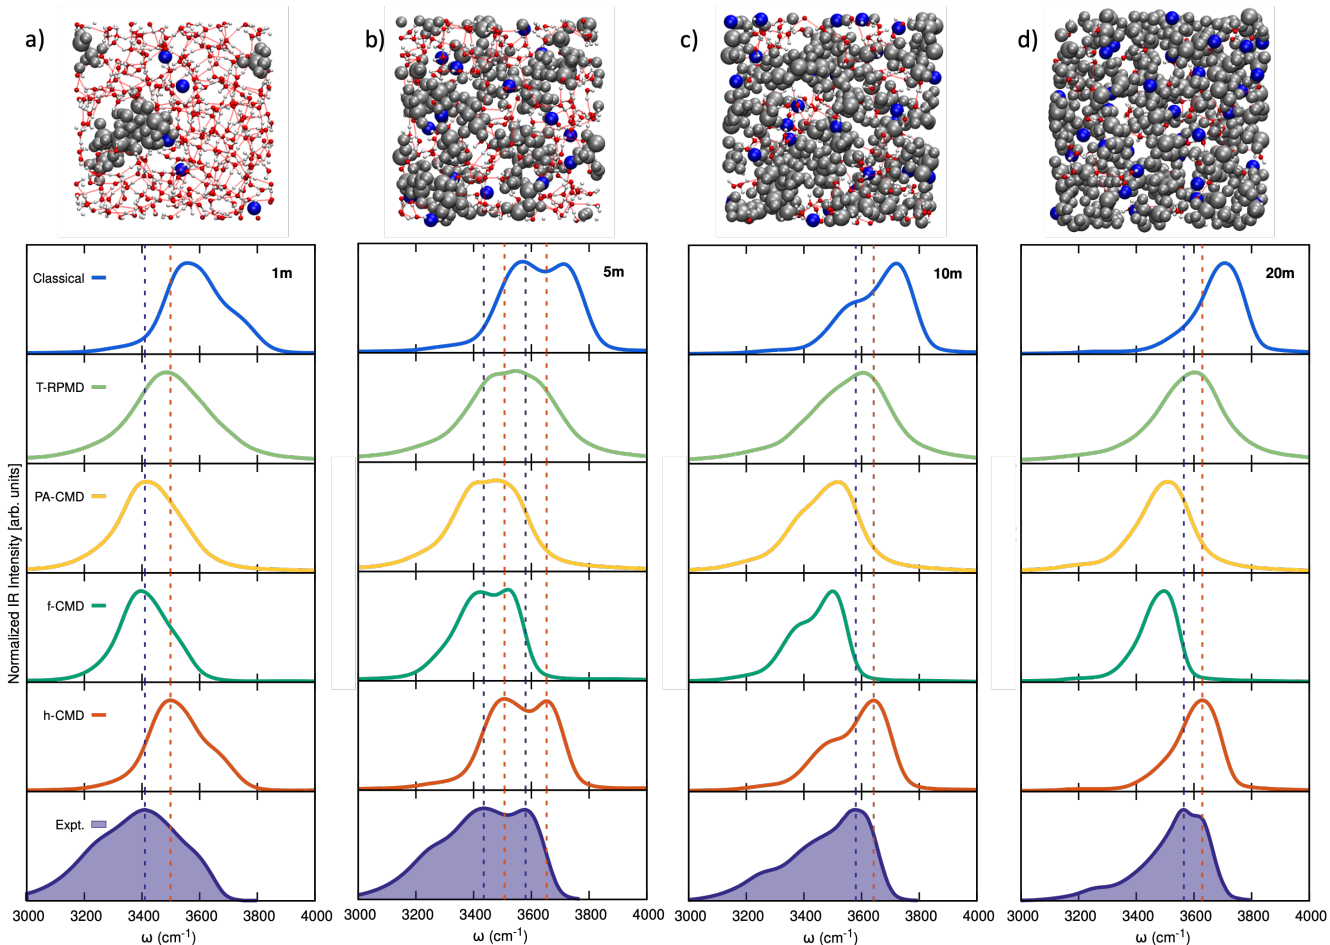 a)
b)
c)
d)
Classical
1m
5m
10m
20m
T-RPMD
PA-CMD
f-CMD
h-CMD
Expt.
Normalized IR Intensity [arb. units]
3000 3200 3400 3600 3800 4000
3000 3200 3400 3600 3800 4000
3000 3200 3400 3600 3800 4000
3000 3200 3400 3600 3800 4000
ω (cm⁻¹)
ω (cm⁻¹)
ω (cm⁻¹)
ω (cm⁻¹)